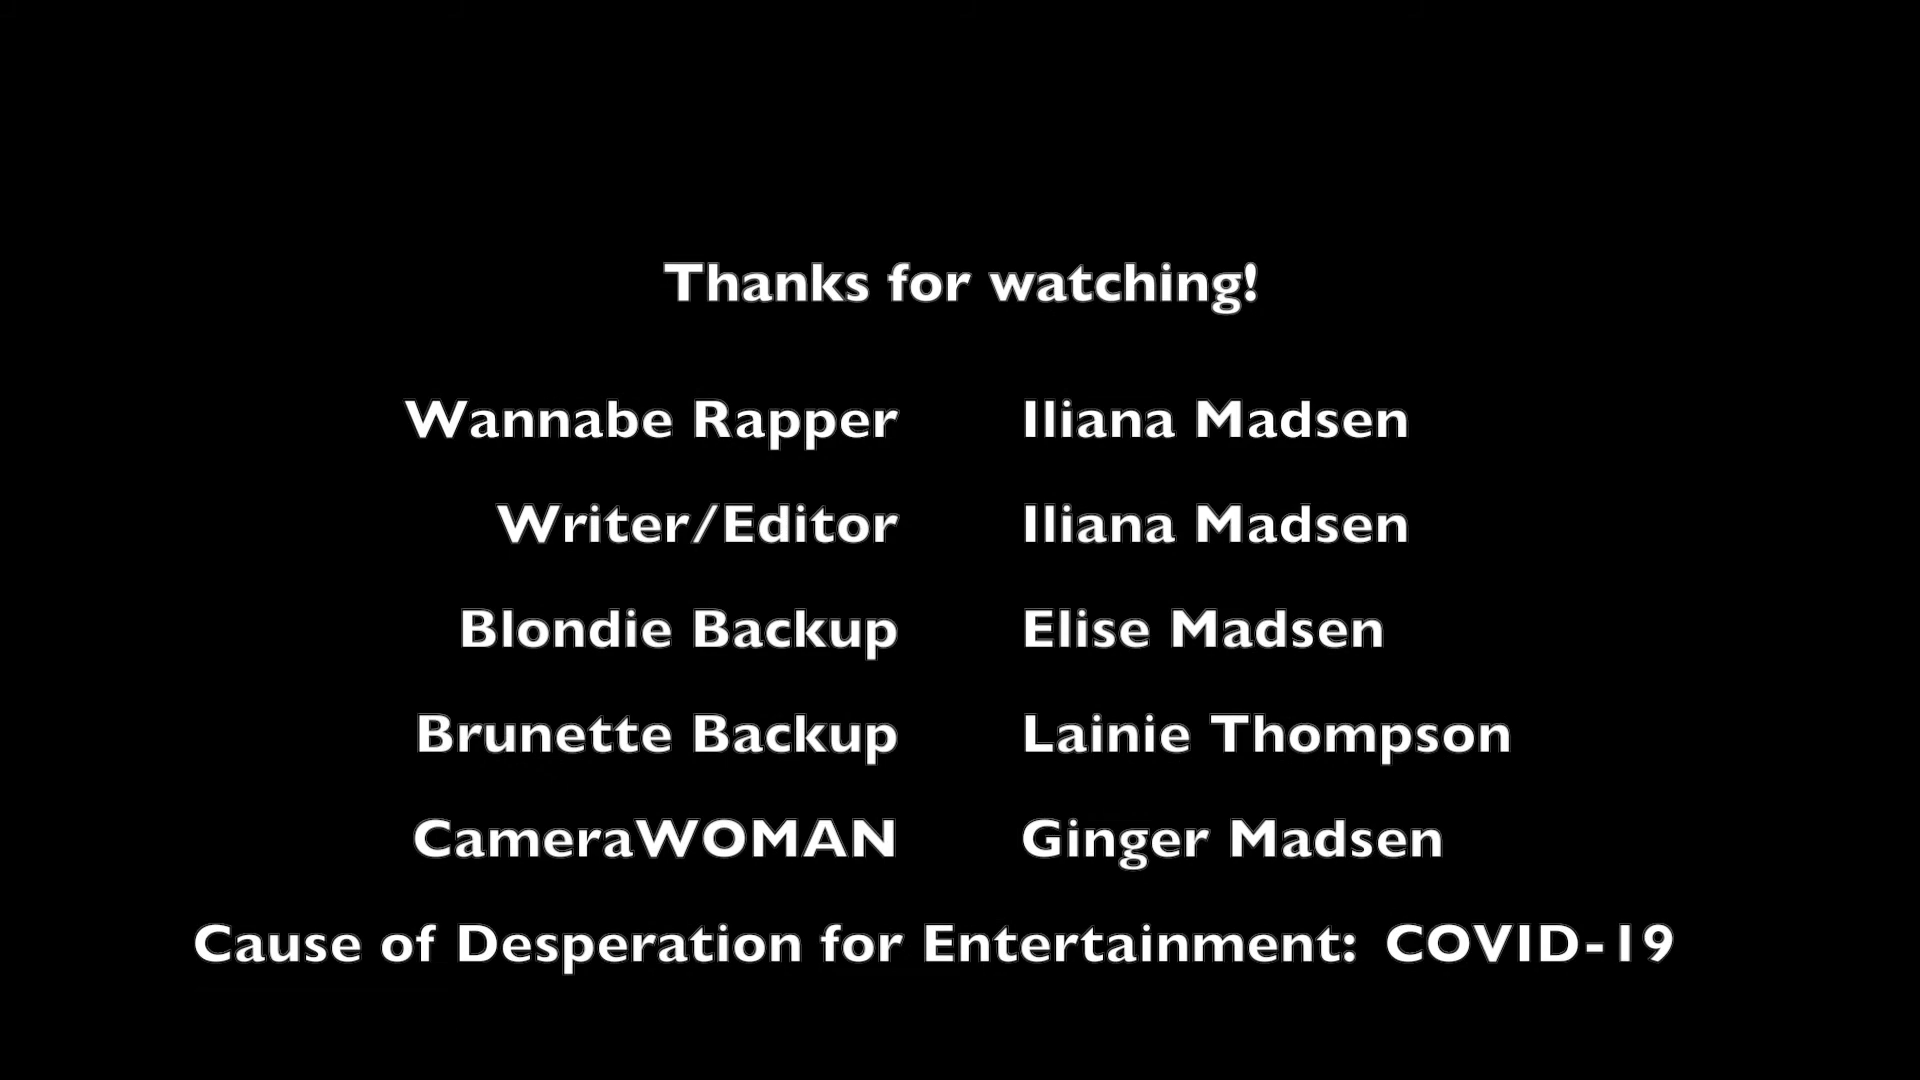 Thanks for watching!
Wannabe Rapper Iliana Madsen
Writer/Editor Iliana Madsen
Blondie Backup Elise Madsen
Brunette Backup Lainie Thompson
CameraWOMAN Ginger Madsen
Cause of Desperation for Entertainment: COVID-19